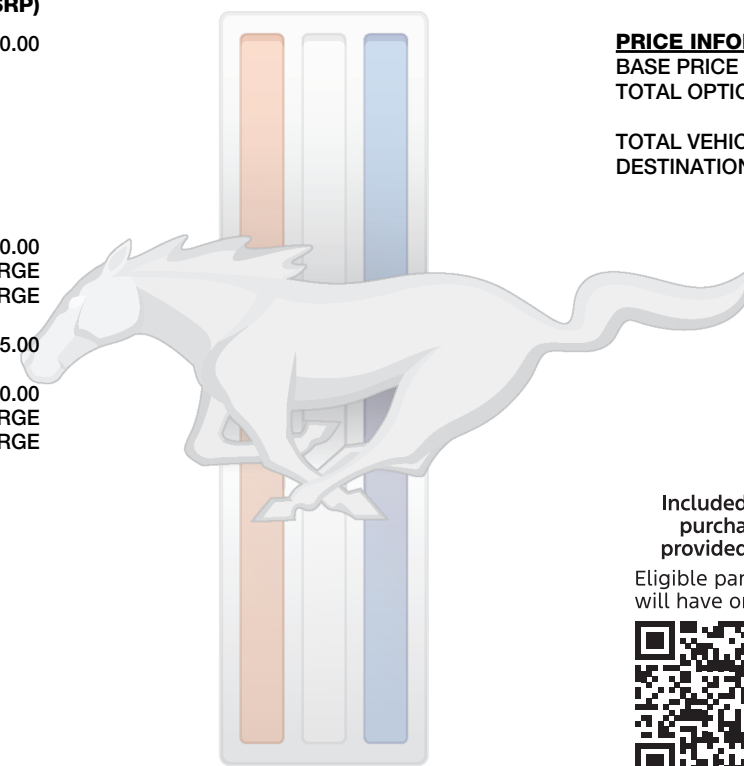 SRP)
0.00
0.00
RGE
RGE
5.00
0.00
RGE
RGE
PRICE INFO
BASE PRICE
TOTAL OPTIO
TOTAL VEHIC
DESTINATION
Included
purcha
provided
Eligible par
will have o